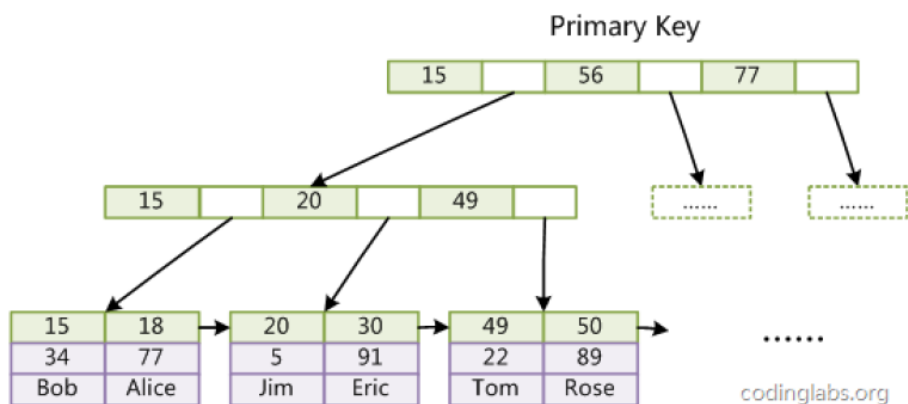 Primary Key
15 56 77
15 20 49 ...... ......
15 18 20 30 49 50 ......
34 77 5 91 22 89
Bob Alice Jim Eric Tom Rose
codinglabs.org